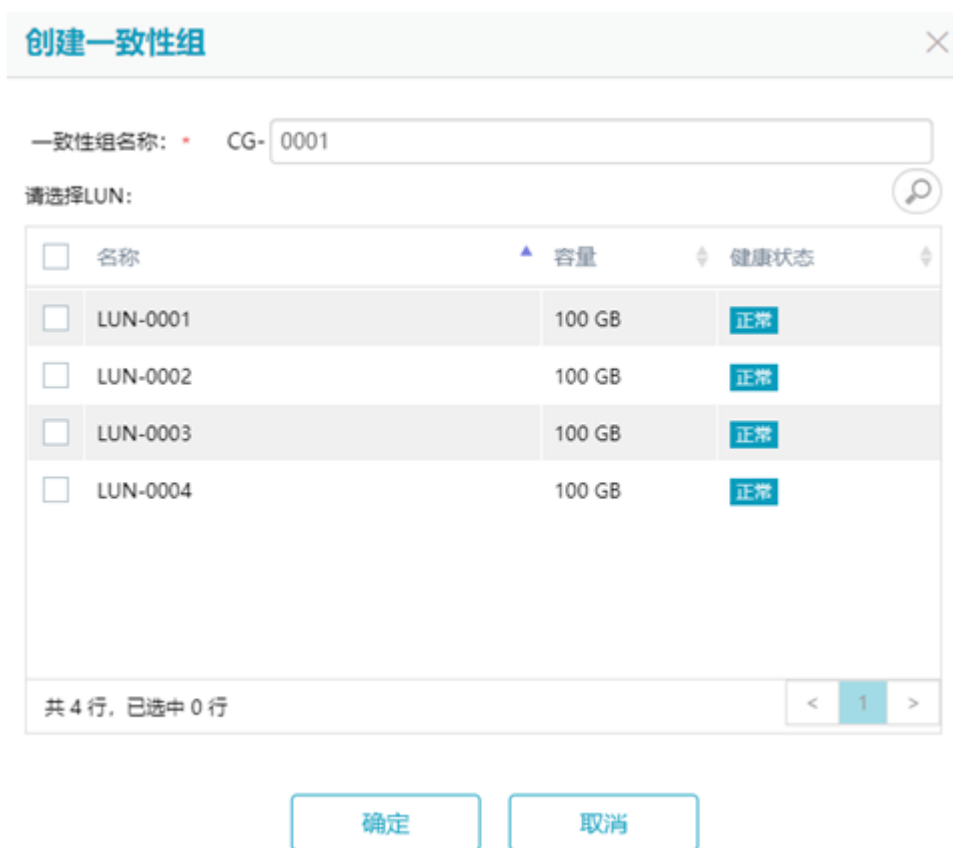 创建一致性组
一致性组名称: * CG- 0001
请选择LUN:
名称 容量 健康状态
LUN-0001 100 GB 正常
LUN-0002 100 GB 正常
LUN-0003 100 GB 正常
LUN-0004 100 GB 正常
共 4 行, 已选中 0 行 < 1 >
确定 取消